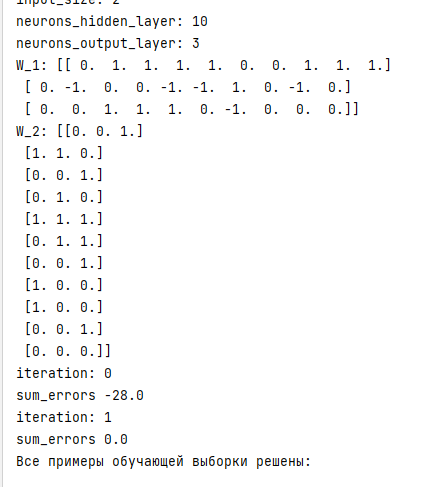 input_size: 2
neurons_hidden_layer: 10
neurons_output_layer: 3
W_1: [[ 0.  1.  1.  1.  1.  0.  0.  1.  1.  1.]
 [ 0. -1.  0.  0. -1. -1.  1.  0. -1.  0.]
 [ 0.  0.  1.  1.  1.  0. -1.  0.  0.  0.]]
W_2: [[0. 0. 1.]
 [1. 1. 0.]
 [0. 0. 1.]
 [0. 1. 0.]
 [1. 1. 1.]
 [0. 1. 1.]
 [0. 0. 1.]
 [1. 0. 0.]
 [1. 0. 0.]
 [0. 0. 1.]
 [0. 0. 0.]]
iteration: 0
sum_errors -28.0
iteration: 1
sum_errors 0.0
Все примеры обучающей выборки решены: